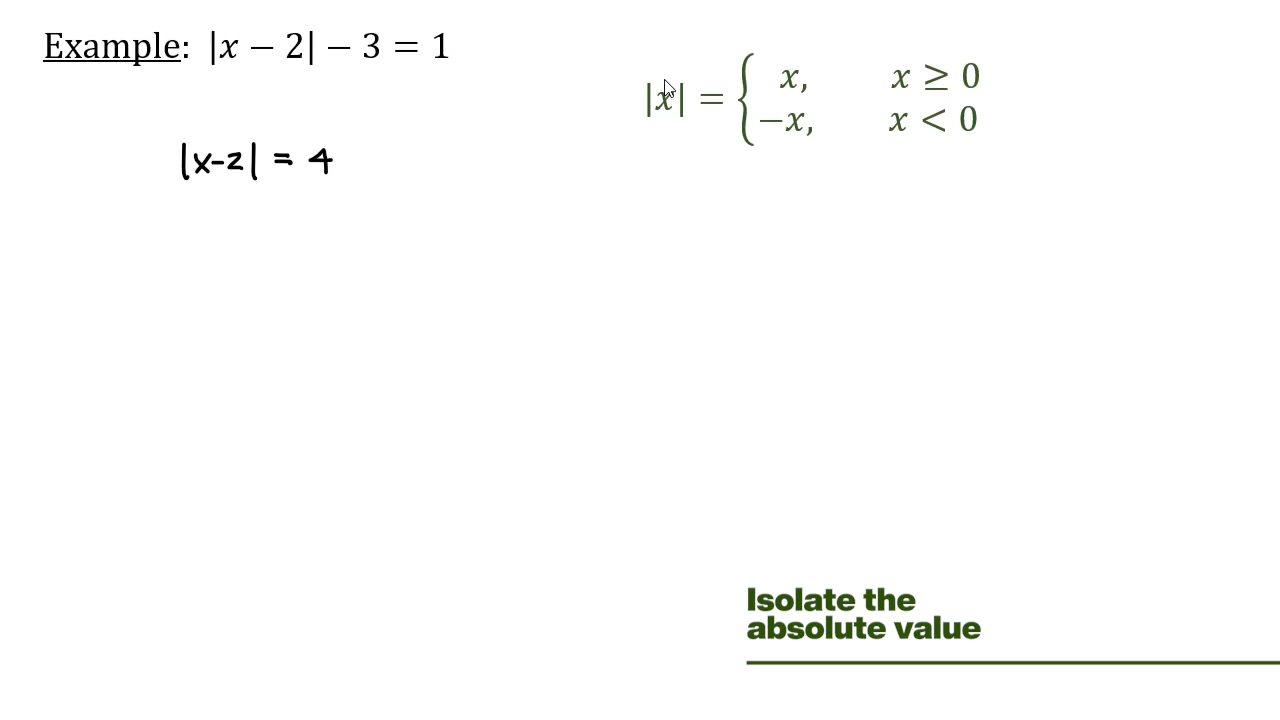 Example: |x − 2| − 3 = 1
|x| = { x, x ≥ 0
−x, x < 0
|x-2| = 4
Isolate the
absolute value